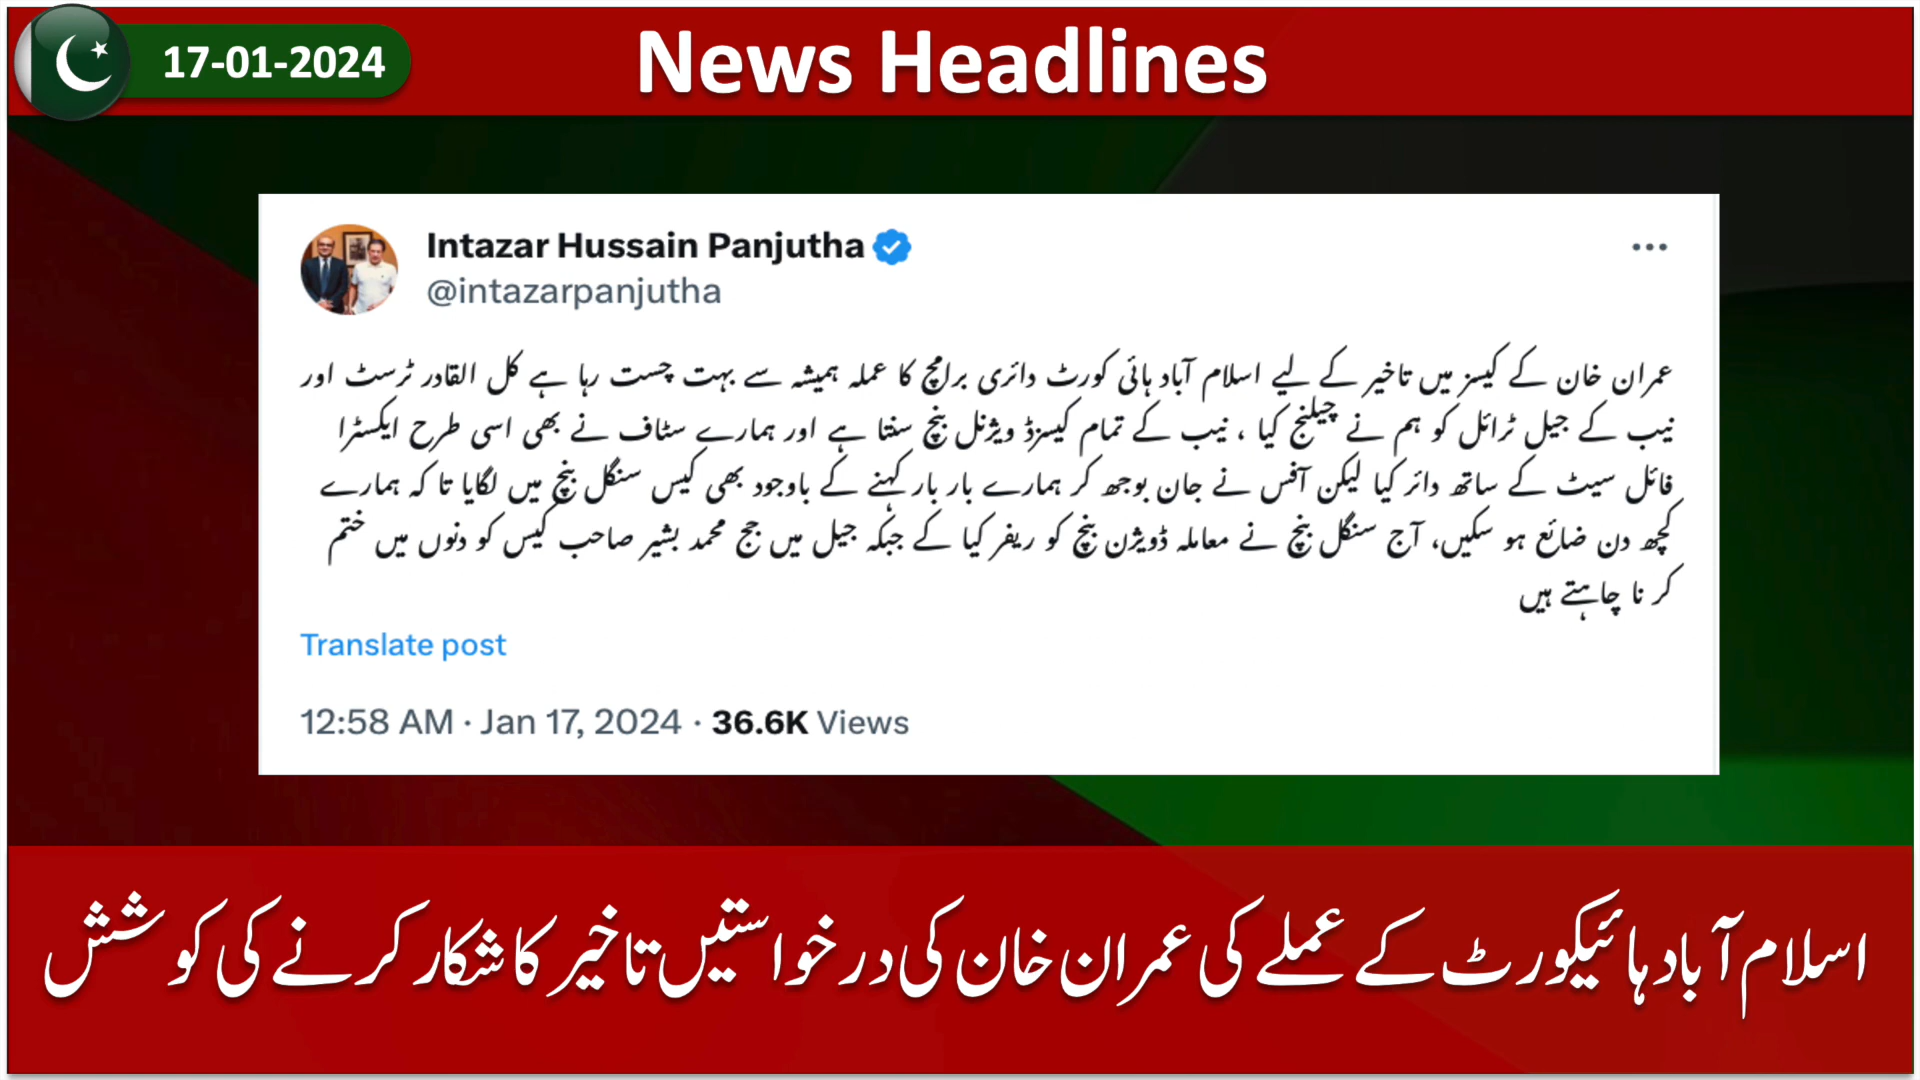 17-01-2024
News Headlines
Intazar Hussain Panjutha
@intazarpanjutha
عمران خان کے کیسز میں تاخیر کے لیے اسلام آباد ہائی کورٹ دائری برامچ کا عملہ ہمیشہ سے بہت چست رہا ہے کل القادر ٹرسٹ اور
نیب کے جیل ٹرائل کو ہم نے چیلنج کیا ، نیب کے تمام کیسزڈ ویژنل بنچ سنتا ہے اور ہمارے سٹاف نے بھی اسی طرح ایکسٹرا
فائل سیٹ کے ساتھ دائر کیا لیکن آفس نے جان بوجھ کر ہمارے بار بار کہنے کے باوجود بھی کیس سنگل بنچ میں لگایا تا کہ ہمارے
کچھ دن ضائع ہو سکیں، آج سنگل بنچ نے معاملہ ڈویژن بنچ کو ریفر کیا کے جبکہ جیل میں جج محمد بشیر صاحب کیس کو دنوں میں ختم
کر نا چاہتے ہیں
Translate post
12:58 AM · Jan 17, 2024 · 36.6K Views
اسلام آباد ہائیکورٹ کے عملے کی عمران خان کی درخواستیں تاخیر کا شکار کرنے کی کوشش